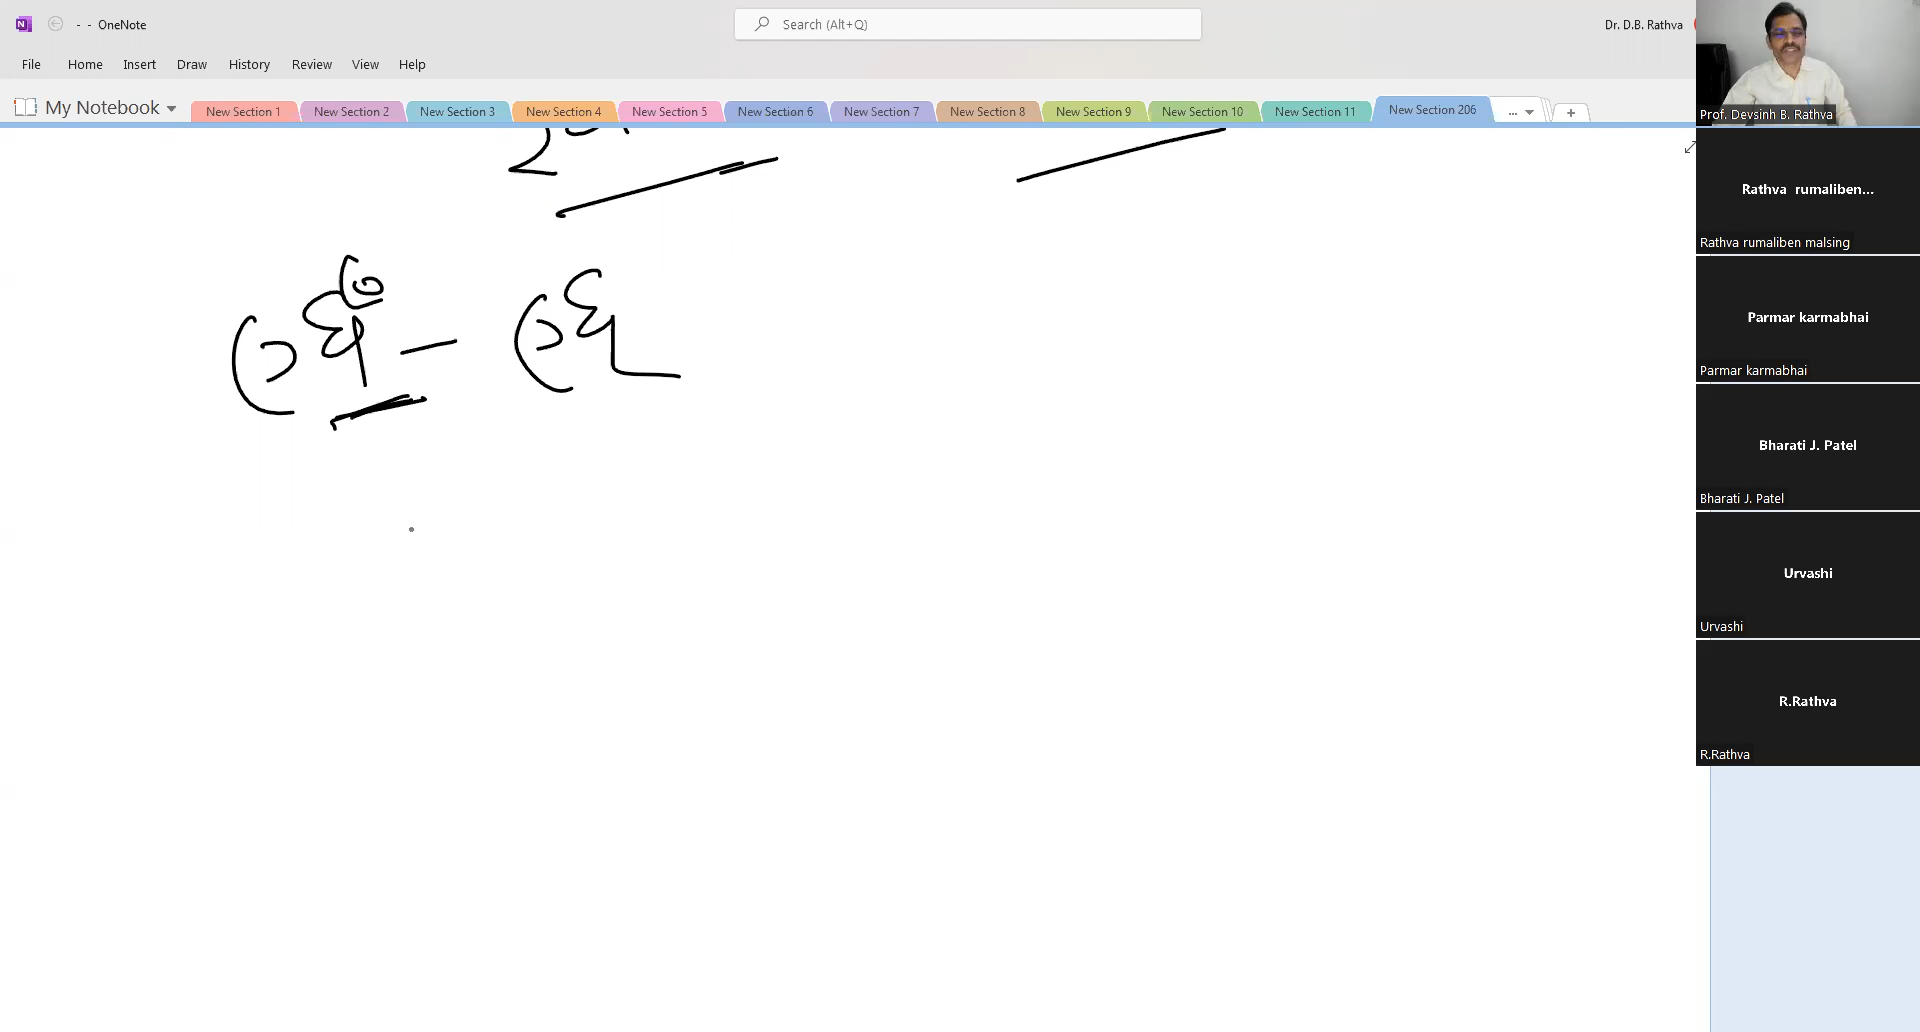 - - OneNote
Search (Alt+Q)
Dr. D.B. Rathva
File Home Insert Draw History Review View Help
My Notebook
New Section 1 New Section 2 New Section 3 New Section 4 New Section 5 New Section 6 New Section 7 New Section 8 New Section 9 New Section 10 New Section 11 New Section 206 ...
Prof. Devsinh B. Rathva
Rathva rumaliben...
Rathva rumaliben malsing
Parmar karmabhai
Parmar karmabhai
Bharati J. Patel
Bharati J. Patel
Urvashi
Urvashi
R.Rathva
R.Rathva